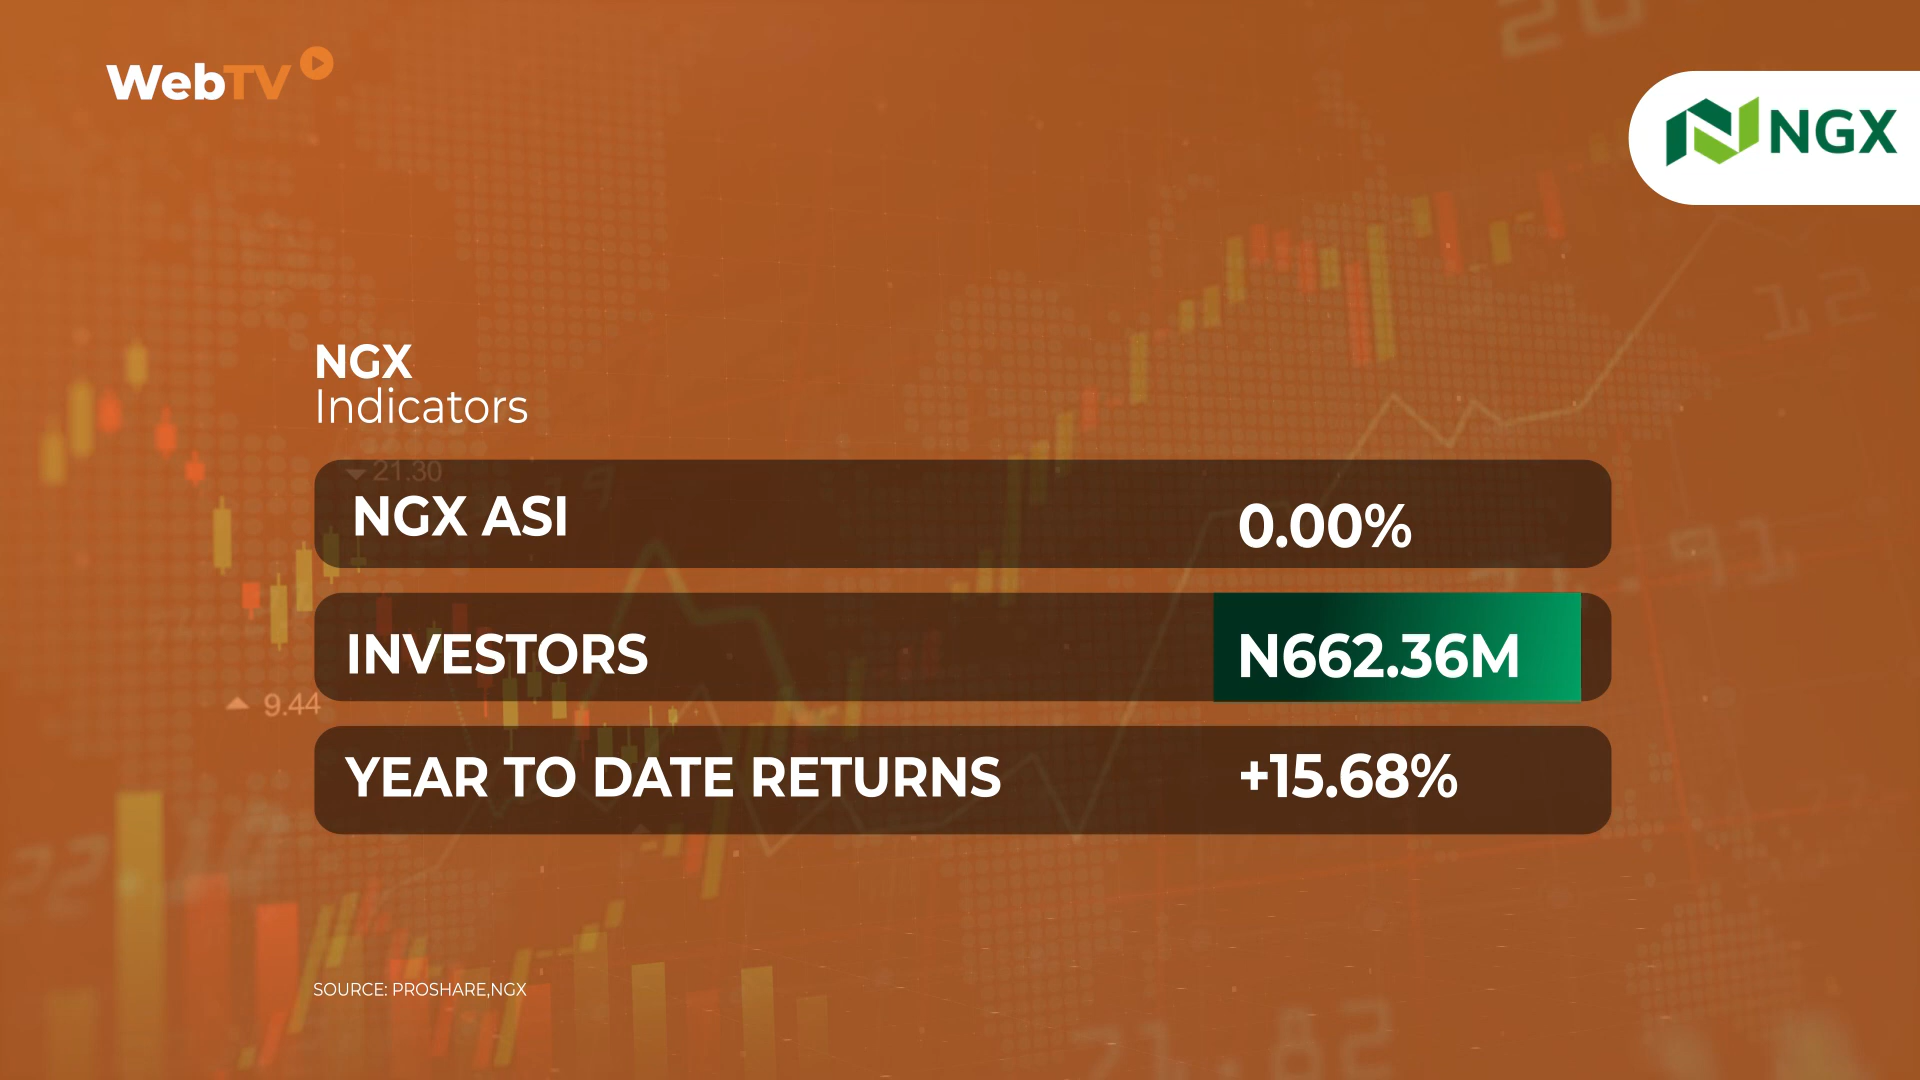 WebTV
NGX
NGX
Indicators
21.30
NGX ASI
0.00%
INVESTORS
N662.36M
9.44
YEAR TO DATE RETURNS
+15.68%
SOURCE: PROSHARE,NGX